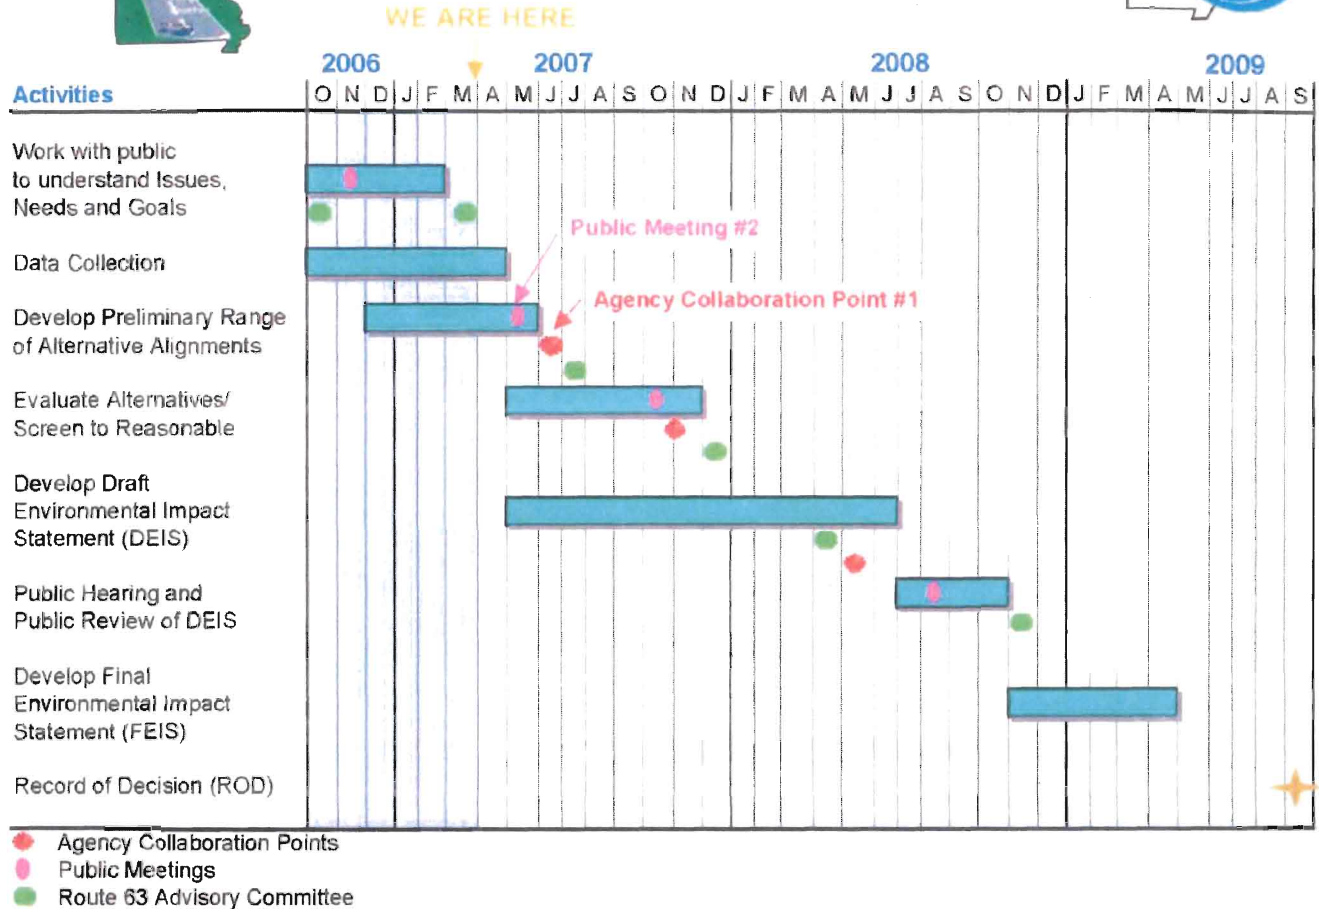 WE ARE HERE
2006 2007 2008 2009
Activities O N D J F M A M J J A S O N D J F M A M J J A S O N D J F M A M J J A S
Work with public
to understand Issues,
Needs and Goals
Public Meeting #2
Data Collection
Agency Collaboration Point #1
Develop Preliminary Range
of Alternative Alignments
Evaluate Alternatives/
Screen to Reasonable
Develop Draft
Environmental Impact
Statement (DEIS)
Public Hearing and
Public Review of DEIS
Develop Final
Environmental Impact
Statement (FEIS)
Record of Decision (ROD)
Agency Collaboration Points
Public Meetings
Route 63 Advisory Committee